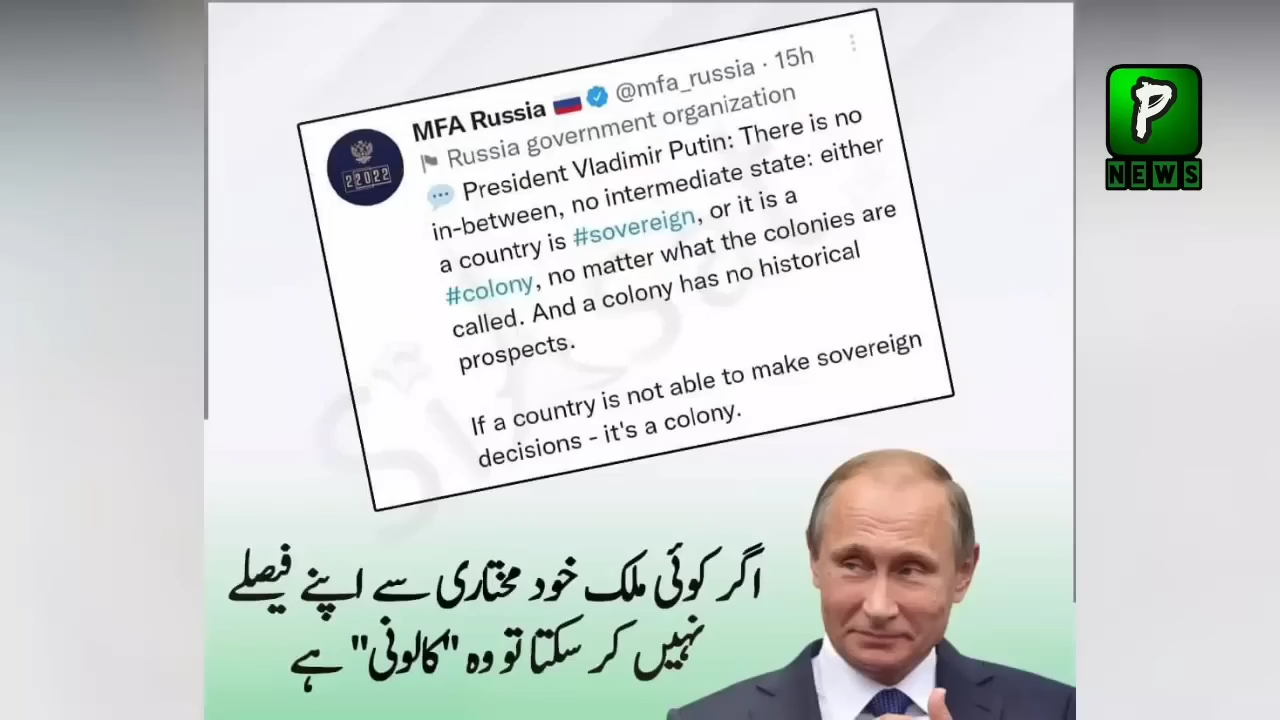 MFA Russia 🇷🇺 @mfa_russia · 15h
Russia government organization
💬 President Vladimir Putin: There is no
in-between, no intermediate state: either
a country is #sovereign, or it is a
#colony, no matter what the colonies are
called. And a colony has no historical
prospects.
If a country is not able to make sovereign
decisions - it's a colony.
22022
P
NEWS
اگر کوئی ملک خود مختاری سے اپنے فیصلے
نہیں کر سکتا تو وہ "کالونی" ہے